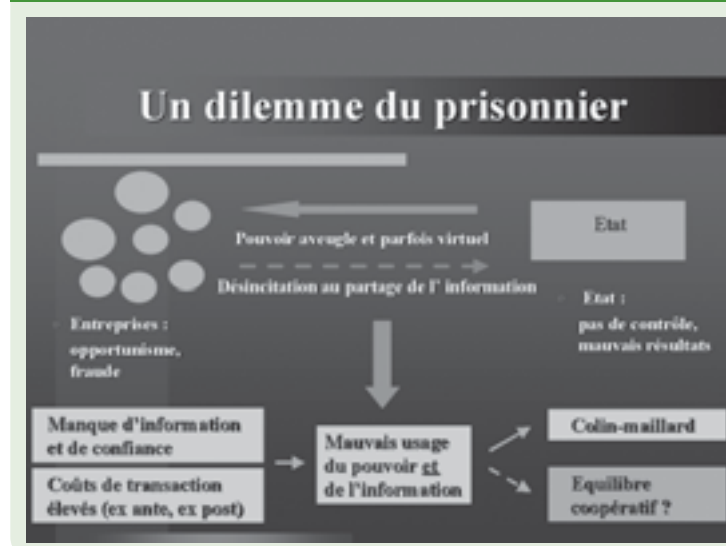 Un dilemme du prisonnier
Etat
Pouvoir aveugle et parfois virtuel
Désincitation au partage de l' information
Entreprises :
opportunisme,
fraude
Etat :
pas de contrôle,
mauvais résultats
Manque d'information
et de confiance
Coûts de transaction
élevés (ex ante, ex post)
Mauvais usage
du pouvoir et
de l'information
Colin-maillard
Equilibre
coopératif ?